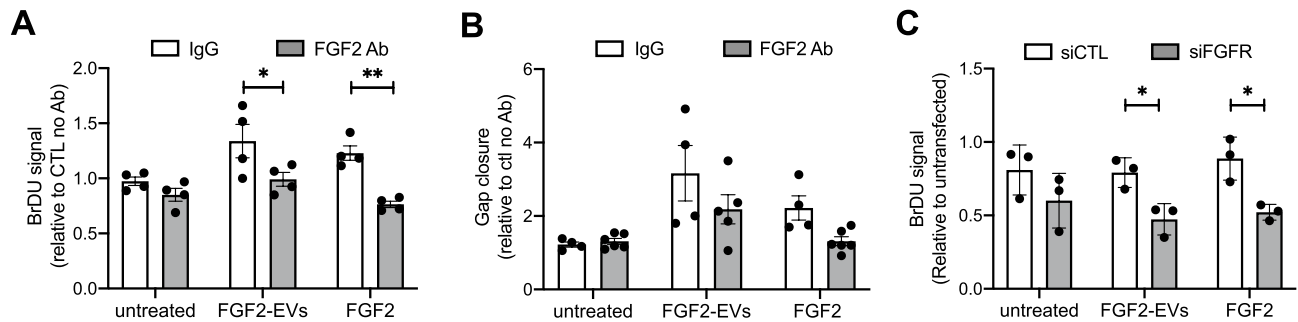 A
IgG
FGF2 Ab
BrDU signal
(relative to CTL no Ab)
2.0
1.5
1.0
0.5
0.0
*
**
untreated
FGF2-EVs
FGF2
B
IgG
FGF2 Ab
Gap closure
(relative to ctl no Ab)
6
4
2
0
untreated
FGF2-EVs
FGF2
C
siCTL
siFGFR
BrDU signal
(Relative to untransfected)
1.5
1.0
0.5
0.0
*
*
untreated
FGF2-EVs
FGF2